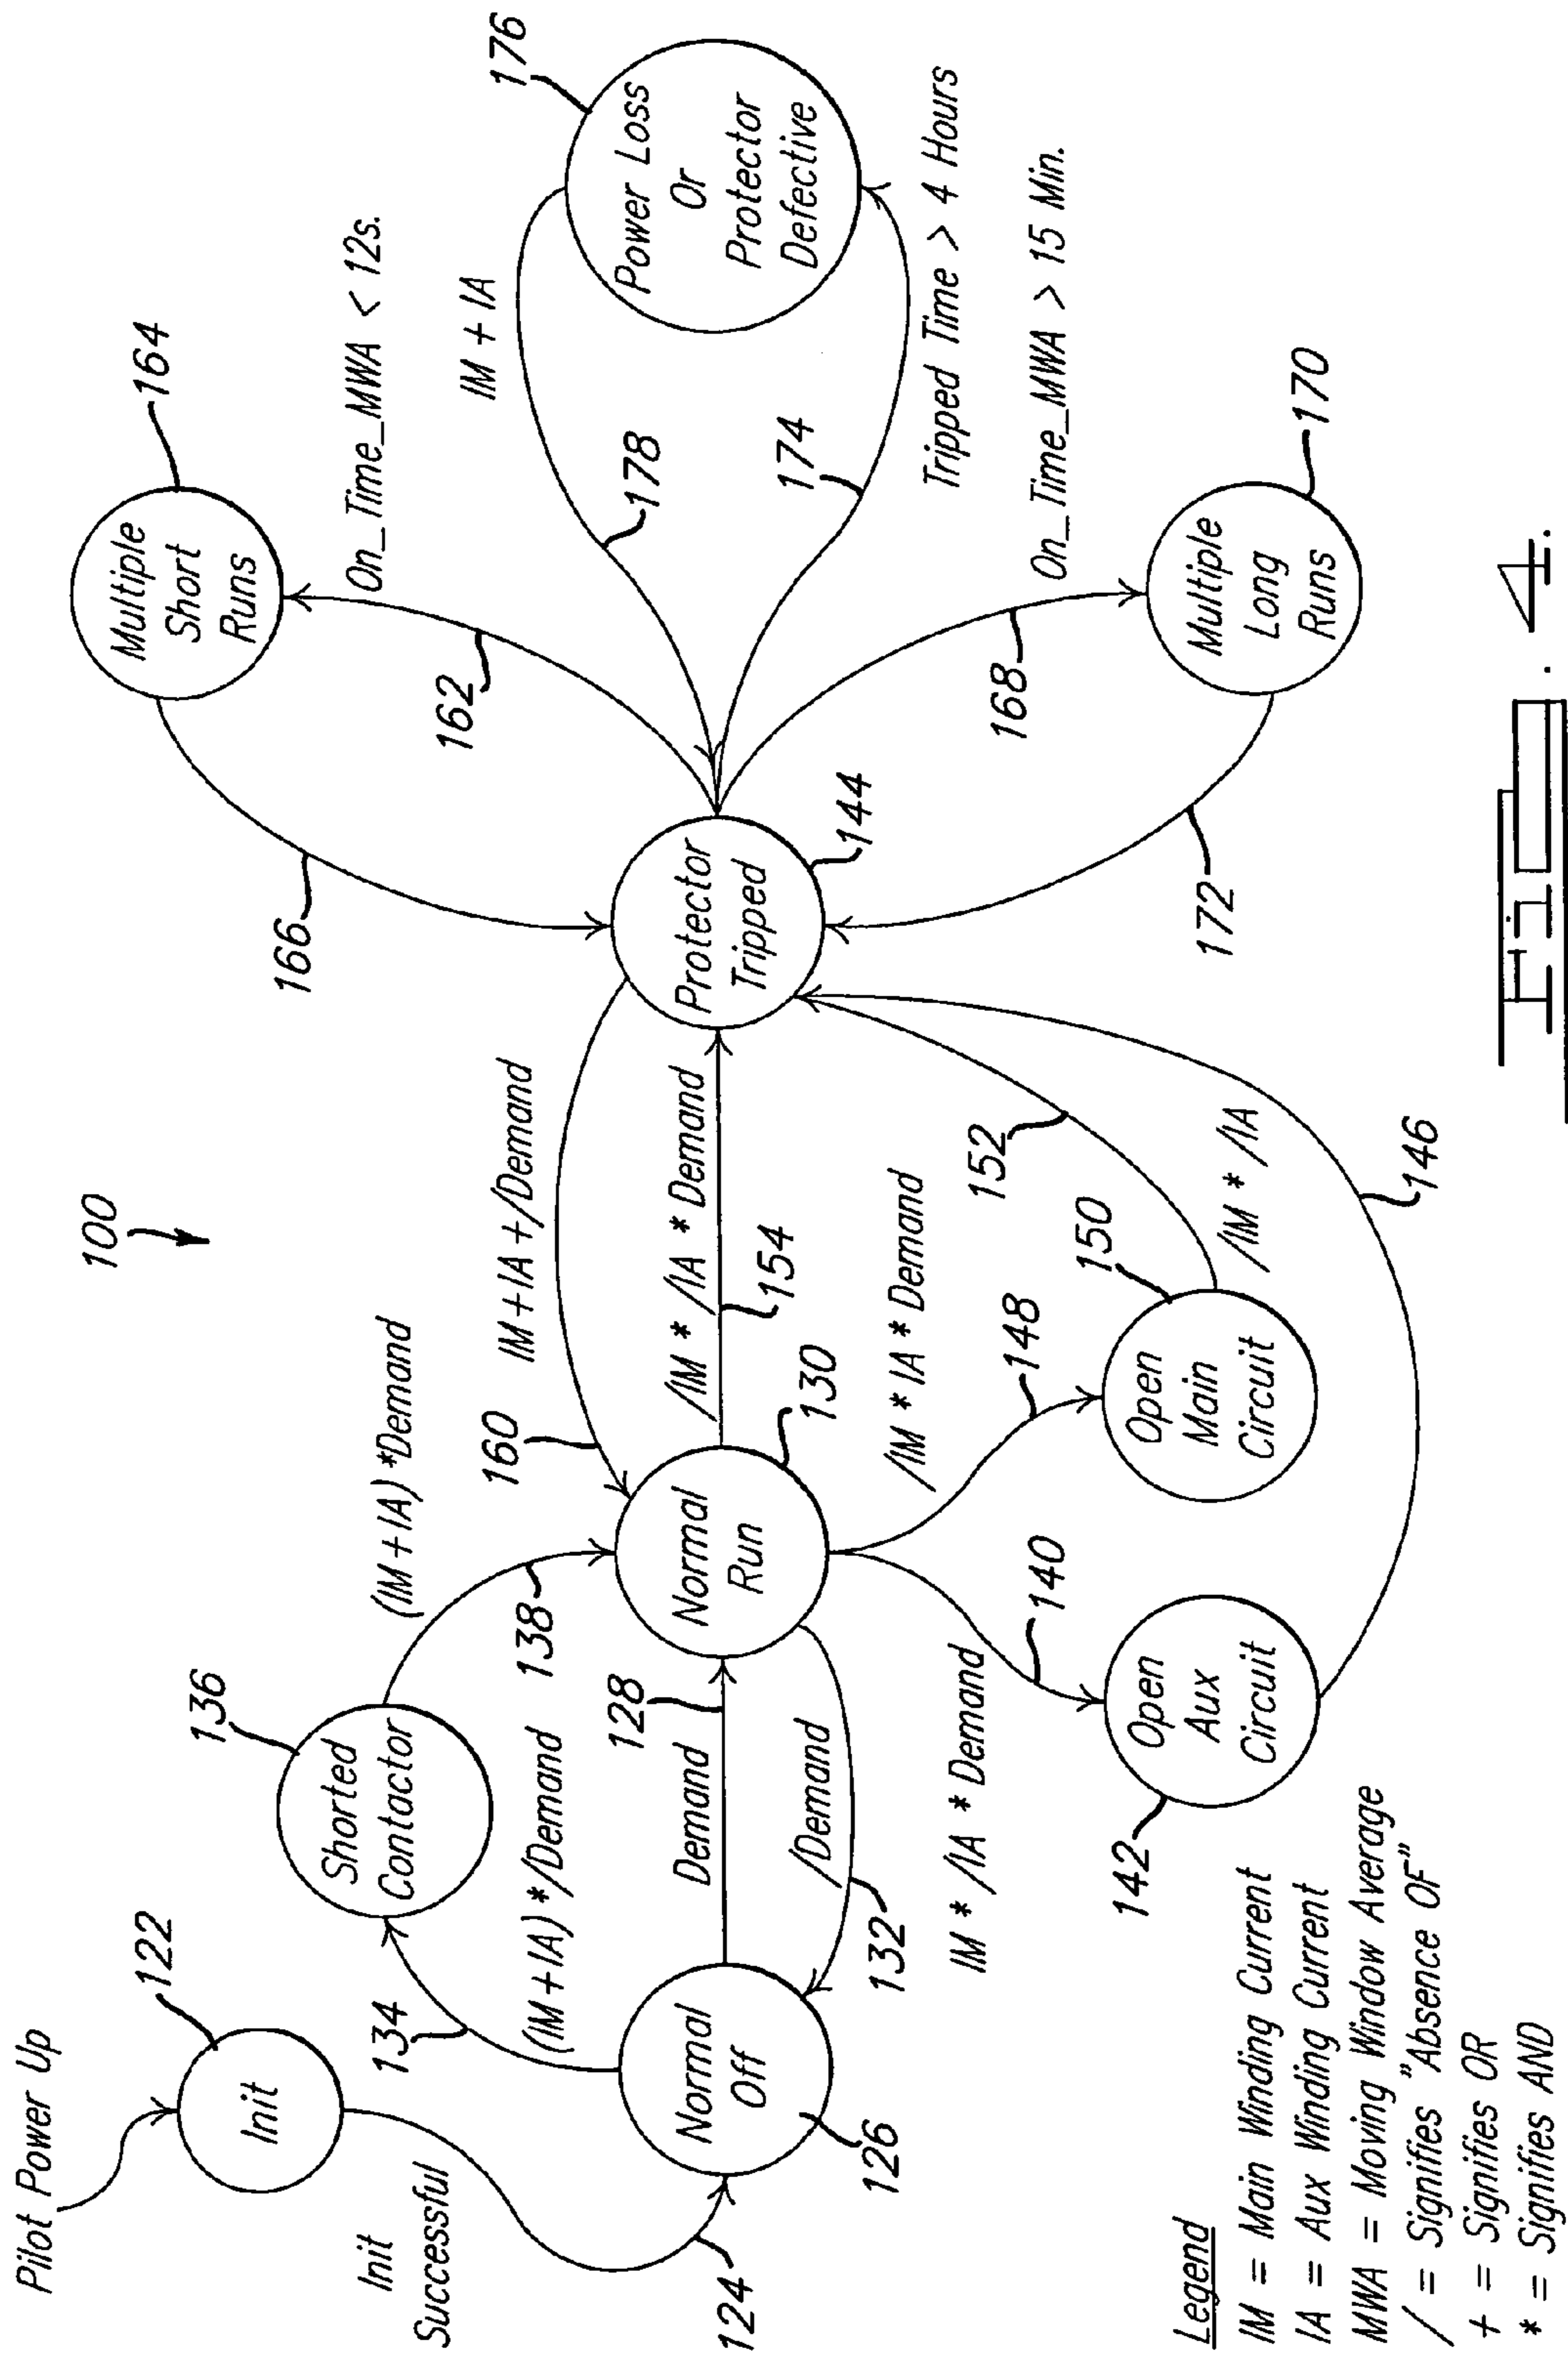 100
Pilot Power Up
122
Init
Init
Successful
124
126
Normal
Off
134
(IM + IA) */Demand
136
Shorted
Contactor
138
(IM + IA) *Demand
128
Demand
/Demand
132
130
Normal
Run
160
IM + IA + /Demand
/IM * /IA * Demand
154
IM * /IA * Demand
140
142
Open
Aux
Circuit
/IM * IA * Demand
148
150
Open
Main
Circuit
152
/IM * /IA
146
144
Protector
Tripped
166
162
164
Multiple
Short
Runs
On_Time_MWA < 12s.
IM + IA
178
176
Power Loss
Or
Protector
Defective
174
Tripped Time > 4 Hours
On_Time_MWA > 15 Min.
168
170
Multiple
Long
Runs
172
Legend
IM = Main Winding Current
IA = Aux Winding Current
MWA = Moving Window Average
/ = Signifies "Absence OF"
+ = Signifies OR
* = Signifies AND
Fig. 4.